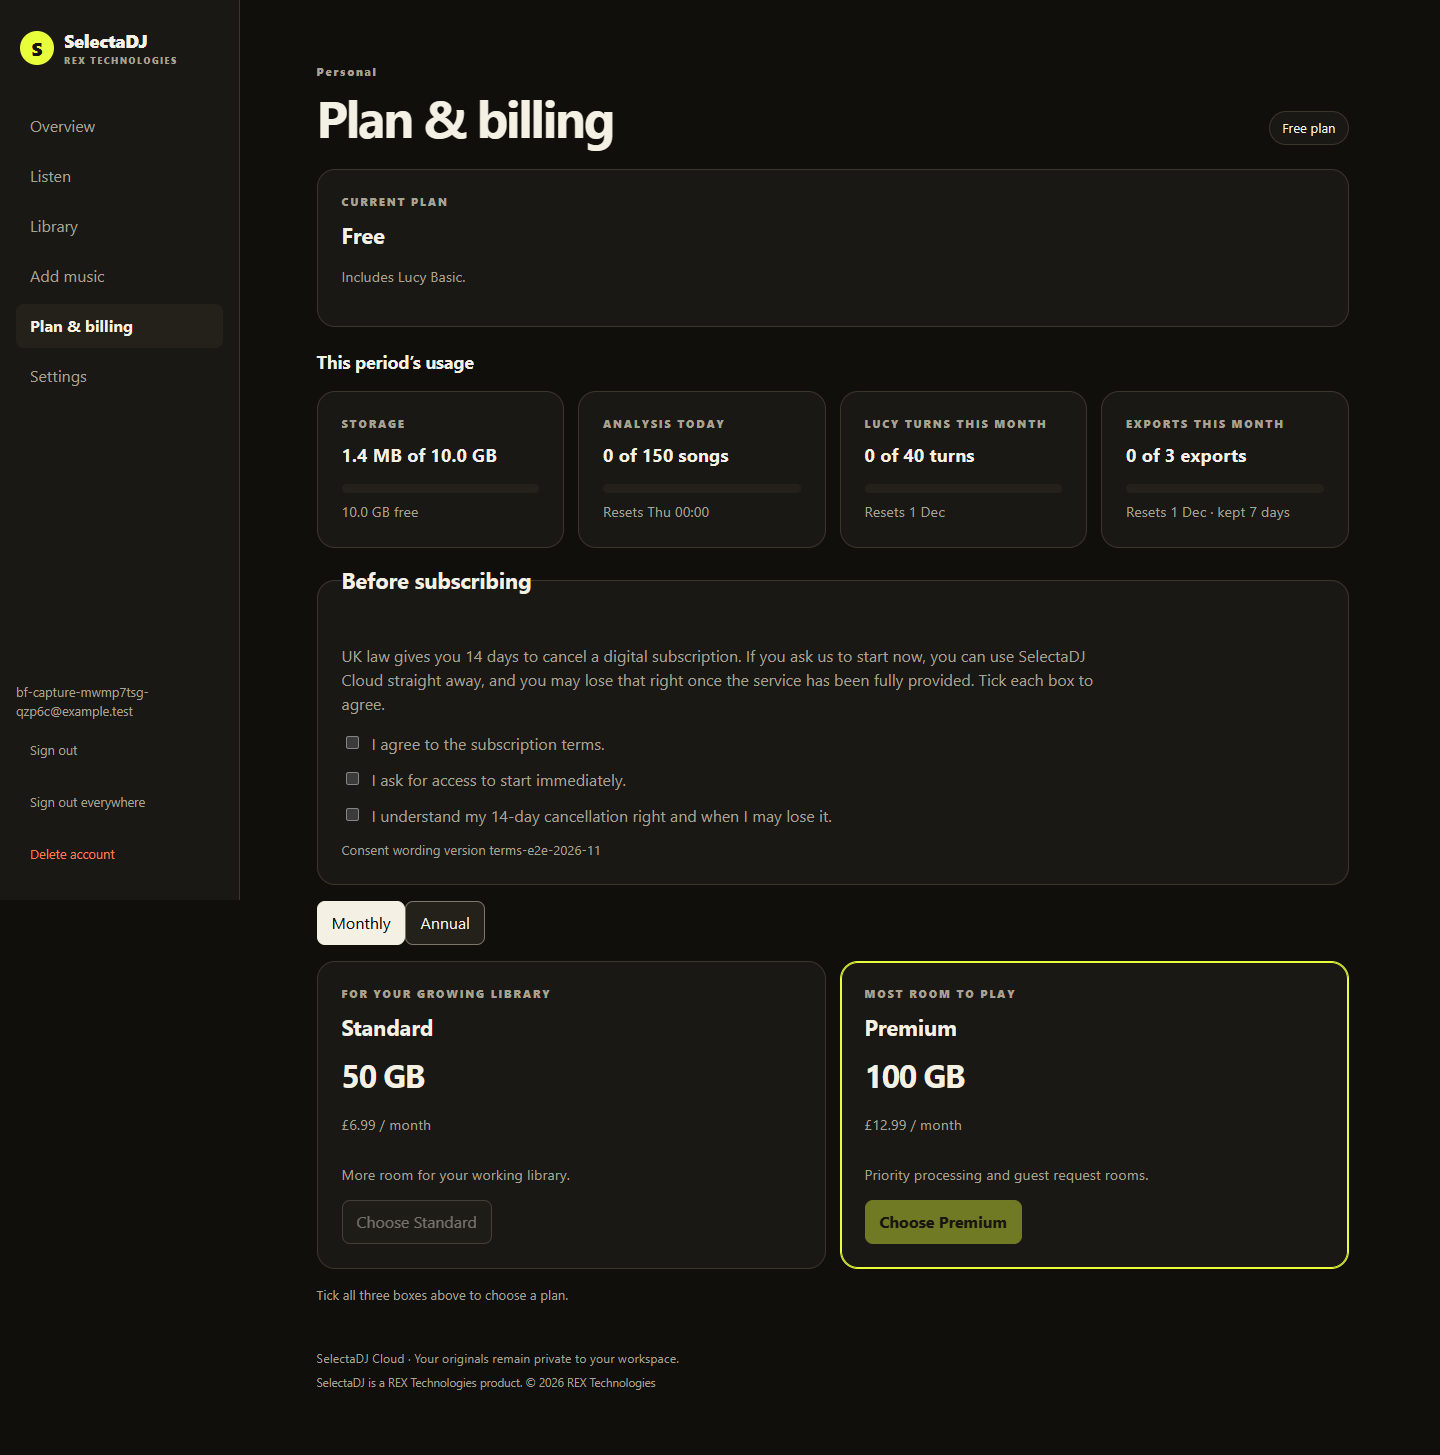 S
SelectaDJ
REX TECHNOLOGIES
Overview
Listen
Library
Add music
Plan & billing
Settings
bf-capture-mwmp7tsg-
qzp6c@example.test
Sign out
Sign out everywhere
Delete account
Personal
Plan & billing
Free plan
CURRENT PLAN
Free
Includes Lucy Basic.
This period’s usage
STORAGE
1.4 MB of 10.0 GB
10.0 GB free
ANALYSIS TODAY
0 of 150 songs
Resets Thu 00:00
LUCY TURNS THIS MONTH
0 of 40 turns
Resets 1 Dec
EXPORTS THIS MONTH
0 of 3 exports
Resets 1 Dec · kept 7 days
Before subscribing
UK law gives you 14 days to cancel a digital subscription. If you ask us to start now, you can use SelectaDJ
Cloud straight away, and you may lose that right once the service has been fully provided. Tick each box to
agree.
I agree to the subscription terms.
I ask for access to start immediately.
I understand my 14-day cancellation right and when I may lose it.
Consent wording version terms-e2e-2026-11
Monthly
Annual
FOR YOUR GROWING LIBRARY
Standard
50 GB
£6.99 / month
More room for your working library.
Choose Standard
MOST ROOM TO PLAY
Premium
100 GB
£12.99 / month
Priority processing and guest request rooms.
Choose Premium
Tick all three boxes above to choose a plan.
SelectaDJ Cloud · Your originals remain private to your workspace.
SelectaDJ is a REX Technologies product. © 2026 REX Technologies